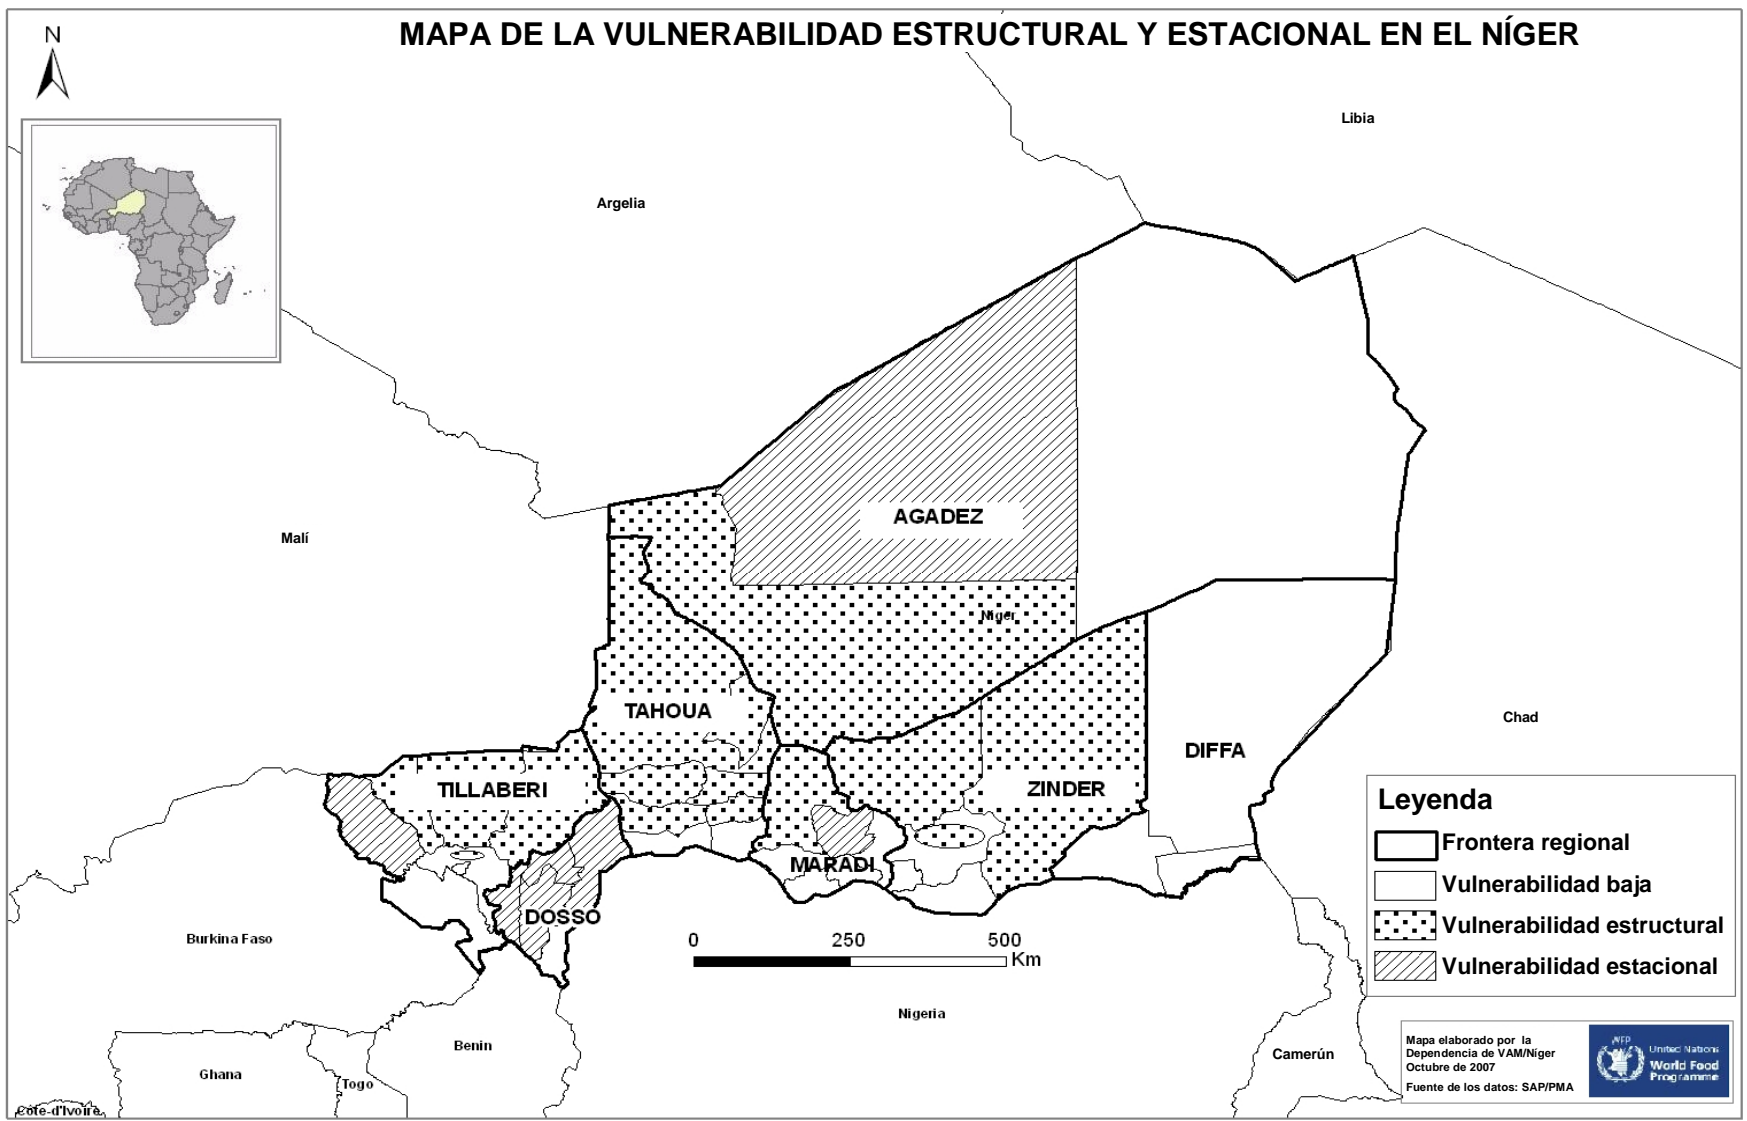 MAPA DE LA VULNERABILIDAD ESTRUCTURAL Y ESTACIONAL EN EL NÍGER
N
Libia
Argelia
AGADEZ
Malí
Niger
TAHOUA
Chad
DIFFA
TILLABERI
ZINDER
MARADI
DOSSO
Leyenda
Frontera regional
Vulnerabilidad baja
Vulnerabilidad estructural
Vulnerabilidad estacional
0 250 500
Km
Burkina Faso
Nigeria
Benin
Ghana
Togo
Côte-d'Ivoire
Camerún
Mapa elaborado por la
Dependencia de VAM/Niger
Octubre de 2007
Fuente de los datos: SAP/PMA
WFP
United Nations
World Food
Programme